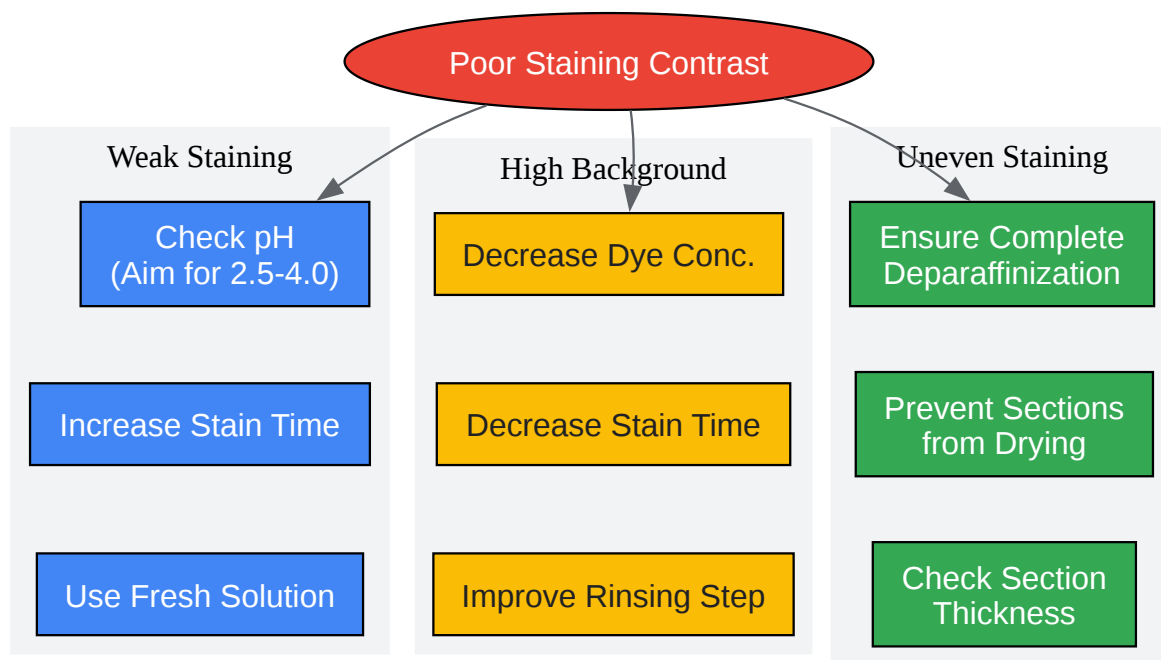 Poor Staining Contrast
Weak Staining
Check pH
(Aim for 2.5-4.0)
Increase Stain Time
Use Fresh Solution
High Background
Decrease Dye Conc.
Decrease Stain Time
Improve Rinsing Step
Uneven Staining
Ensure Complete
Deparaffinization
Prevent Sections
from Drying
Check Section
Thickness